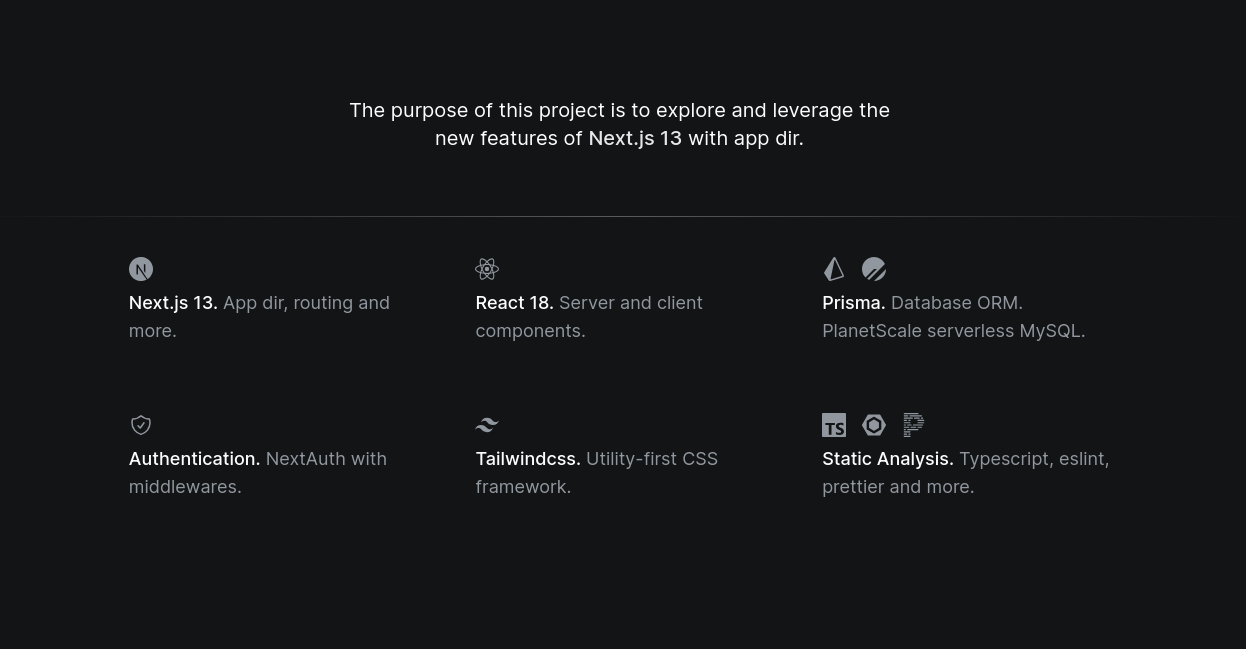 The purpose of this project is to explore and leverage the
new features of Next.js 13 with app dir.
N
Next.js 13. App dir, routing and
more.
React 18. Server and client
components.
Prisma. Database ORM.
PlanetScale serverless MySQL.
Authentication. NextAuth with
middlewares.
Tailwindcss. Utility-first CSS
framework.
TS
Static Analysis. Typescript, eslint,
prettier and more.